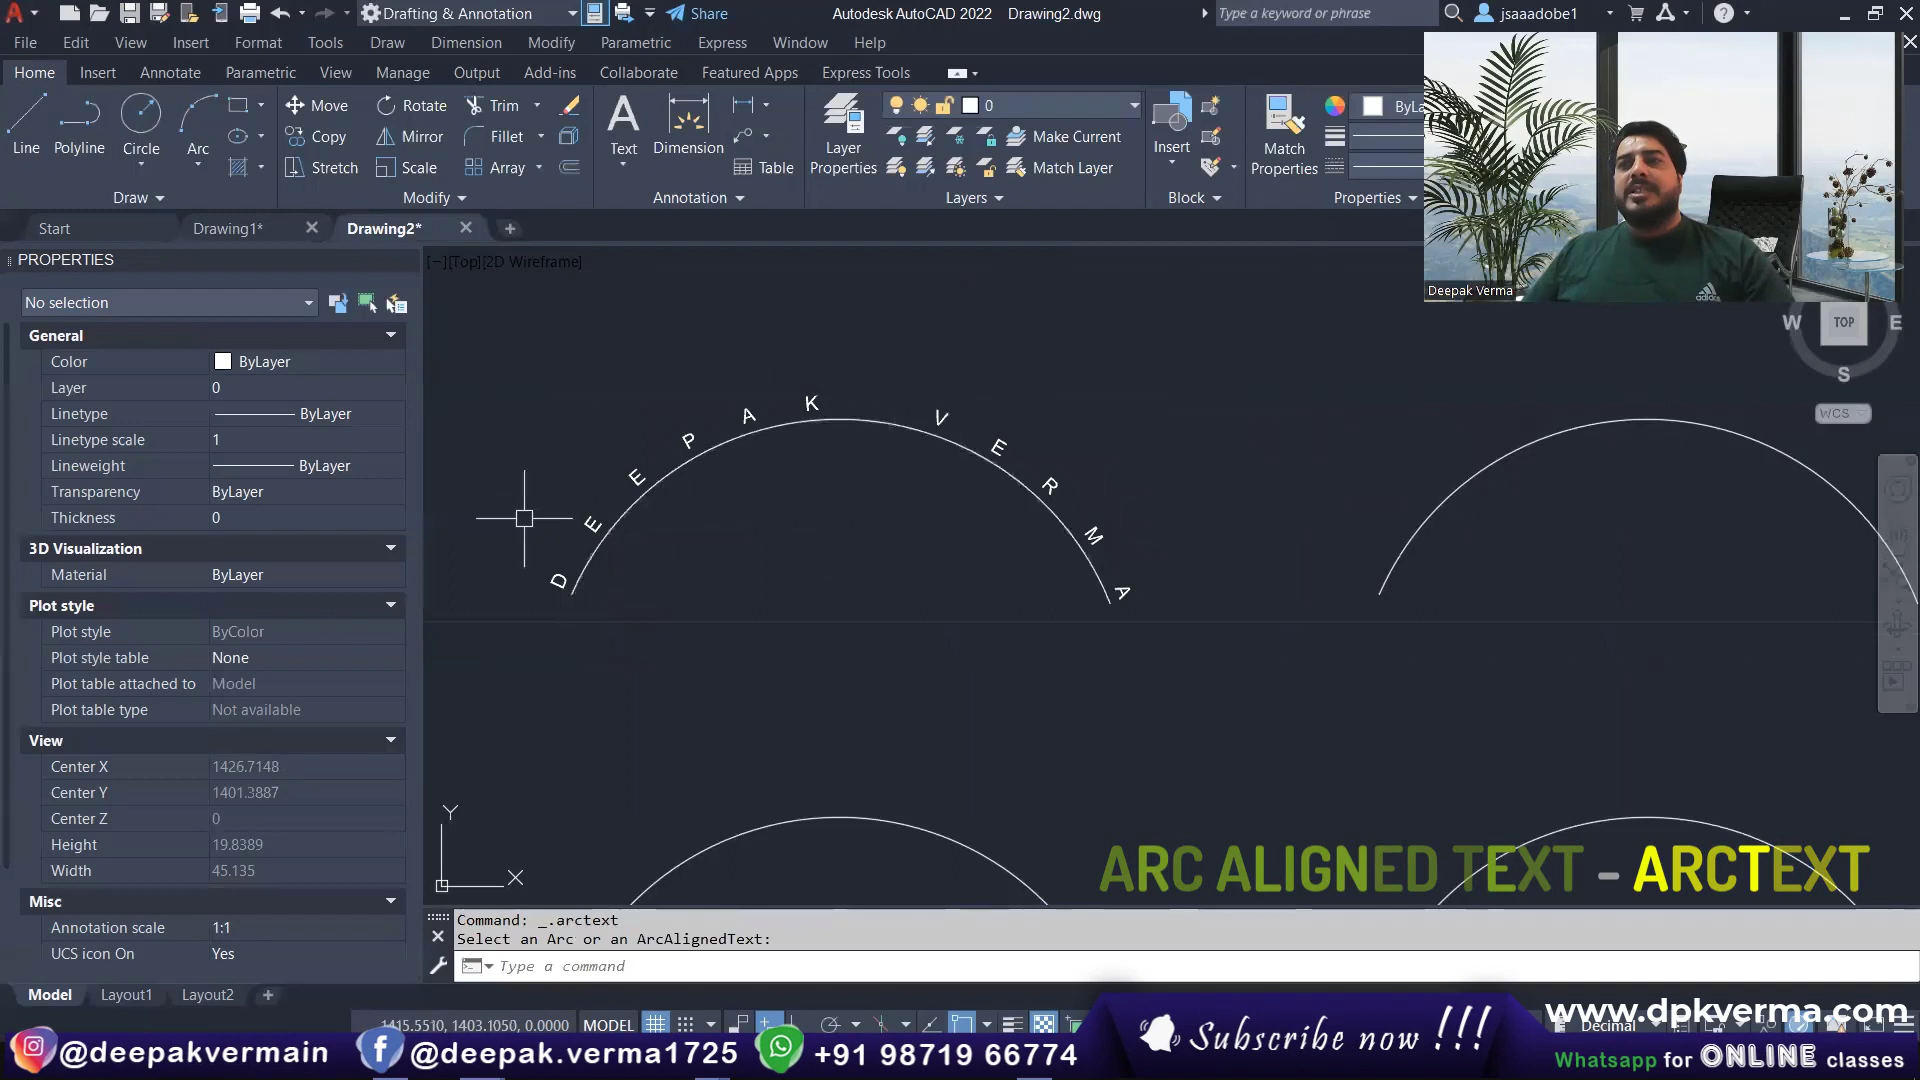 Drafting & Annotation
Share
Autodesk AutoCAD 2022 Drawing2.dwg
Type a keyword or phrase
jsaaadobe1
File Edit View Insert Format Tools Draw Dimension Modify Parametric Express Window Help
Home Insert Annotate Parametric View Manage Output Add-ins Collaborate Featured Apps Express Tools
Line Polyline Circle Arc
Move Rotate Trim
Copy Mirror Fillet
Stretch Scale Array
Text Dimension Table
Layer Properties
0
Make Current
Match Layer
Insert
Match Properties
Draw Modify Annotation Layers Block Properties
Start Drawing1* Drawing2*
PROPERTIES
[−][Top][2D Wireframe]
Deepak Verma
No selection
General
Color ByLayer
Layer 0
Linetype ByLayer
Linetype scale 1
Lineweight ByLayer
Transparency ByLayer
Thickness 0
3D Visualization
Material ByLayer
Plot style
Plot style ByColor
Plot style table None
Plot table attached to Model
Plot table type Not available
View
Center X 1426.7148
Center Y 1401.3887
Center Z 0
Height 19.8389
Width 45.135
Misc
Annotation scale 1:1
UCS icon On Yes
W TOP E
S
WCS
DEEPAK VERMA
Y
X
ARC ALIGNED TEXT - ARCTEXT
Command: _.arctext
Select an Arc or an ArcAlignedText:
Type a command
Model Layout1 Layout2
1415.5510, 1403.1050, 0.0000 MODEL
Decimal
@deepakvermain @deepak.verma1725 +91 98719 66774
Subscribe now !!!
www.dpkverma.com
Whatsapp for ONLINE classes